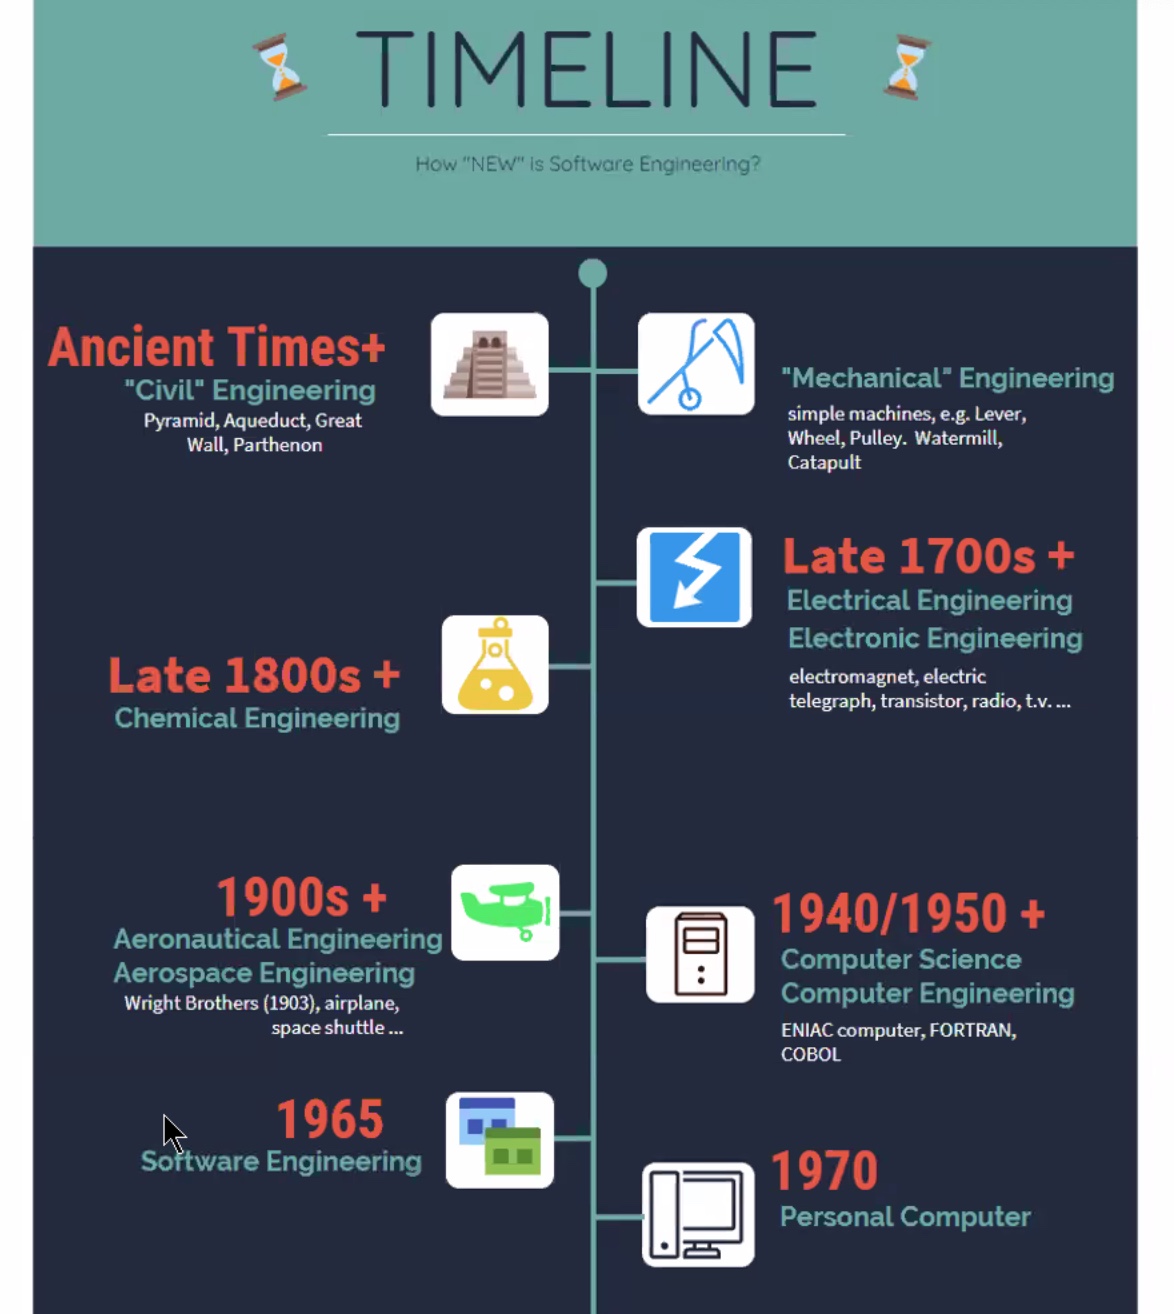 TIMELINE
How "NEW" is Software Engineering?
Ancient Times+
"Civil" Engineering
Pyramid, Aqueduct, Great
Wall, Parthenon
"Mechanical" Engineering
simple machines, e.g. Lever,
Wheel, Pulley. Watermill,
Catapult
Late 1700s +
Electrical Engineering
Electronic Engineering
electromagnet, electric
telegraph, transistor, radio, t.v. ...
Late 1800s +
Chemical Engineering
1900s +
Aeronautical Engineering
Aerospace Engineering
Wright Brothers (1903), airplane,
space shuttle ...
1940/1950 +
Computer Science
Computer Engineering
ENIAC computer, FORTRAN,
COBOL
1965
Software Engineering
1970
Personal Computer